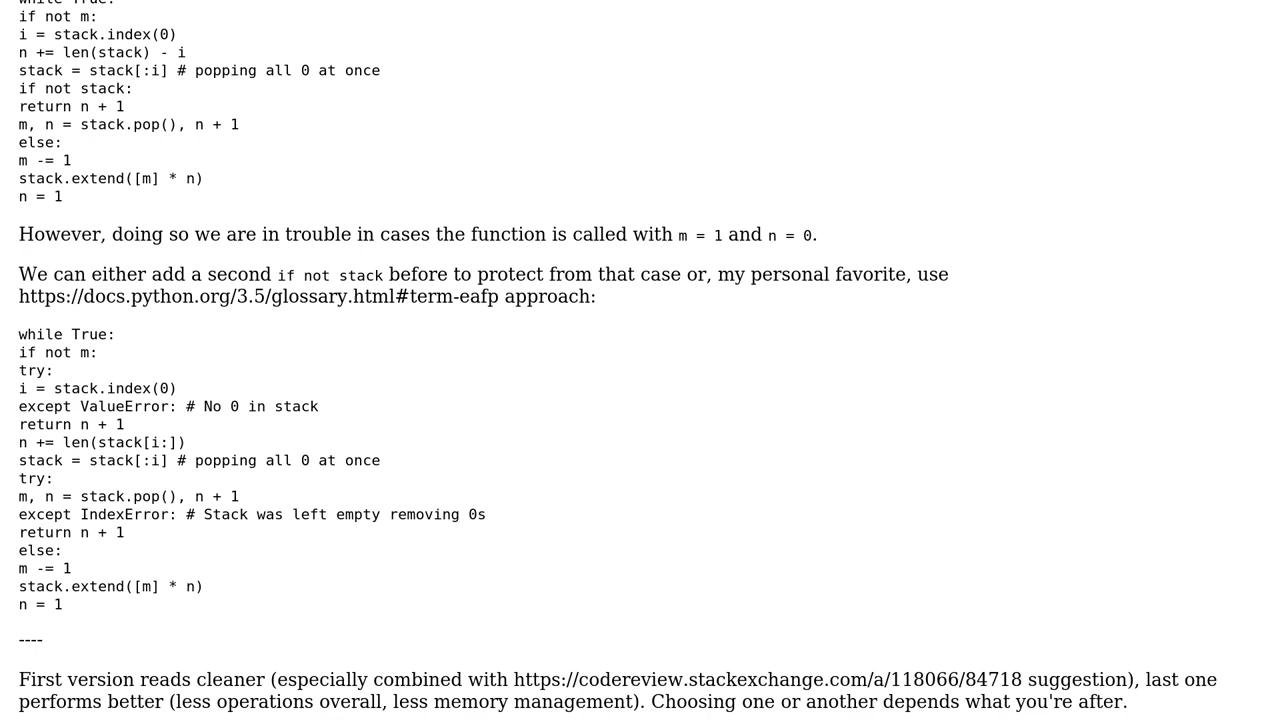 while True:
if not m:
i = stack.index(0)
n += len(stack) - i
stack = stack[:i] # popping all 0 at once
if not stack:
return n + 1
m, n = stack.pop(), n + 1
else:
m -= 1
stack.extend([m] * n)
n = 1
However, doing so we are in trouble in cases the function is called with m = 1 and n = 0.
We can either add a second if not stack before to protect from that case or, my personal favorite, use
https://docs.python.org/3.5/glossary.html#term-eafp approach:
while True:
if not m:
try:
i = stack.index(0)
except ValueError: # No 0 in stack
return n + 1
n += len(stack[i:])
stack = stack[:i] # popping all 0 at once
try:
m, n = stack.pop(), n + 1
except IndexError: # Stack was left empty removing 0s
return n + 1
else:
m -= 1
stack.extend([m] * n)
n = 1
----
First version reads cleaner (especially combined with https://codereview.stackexchange.com/a/118066/84718 suggestion), last one
performs better (less operations overall, less memory management). Choosing one or another depends what you're after.